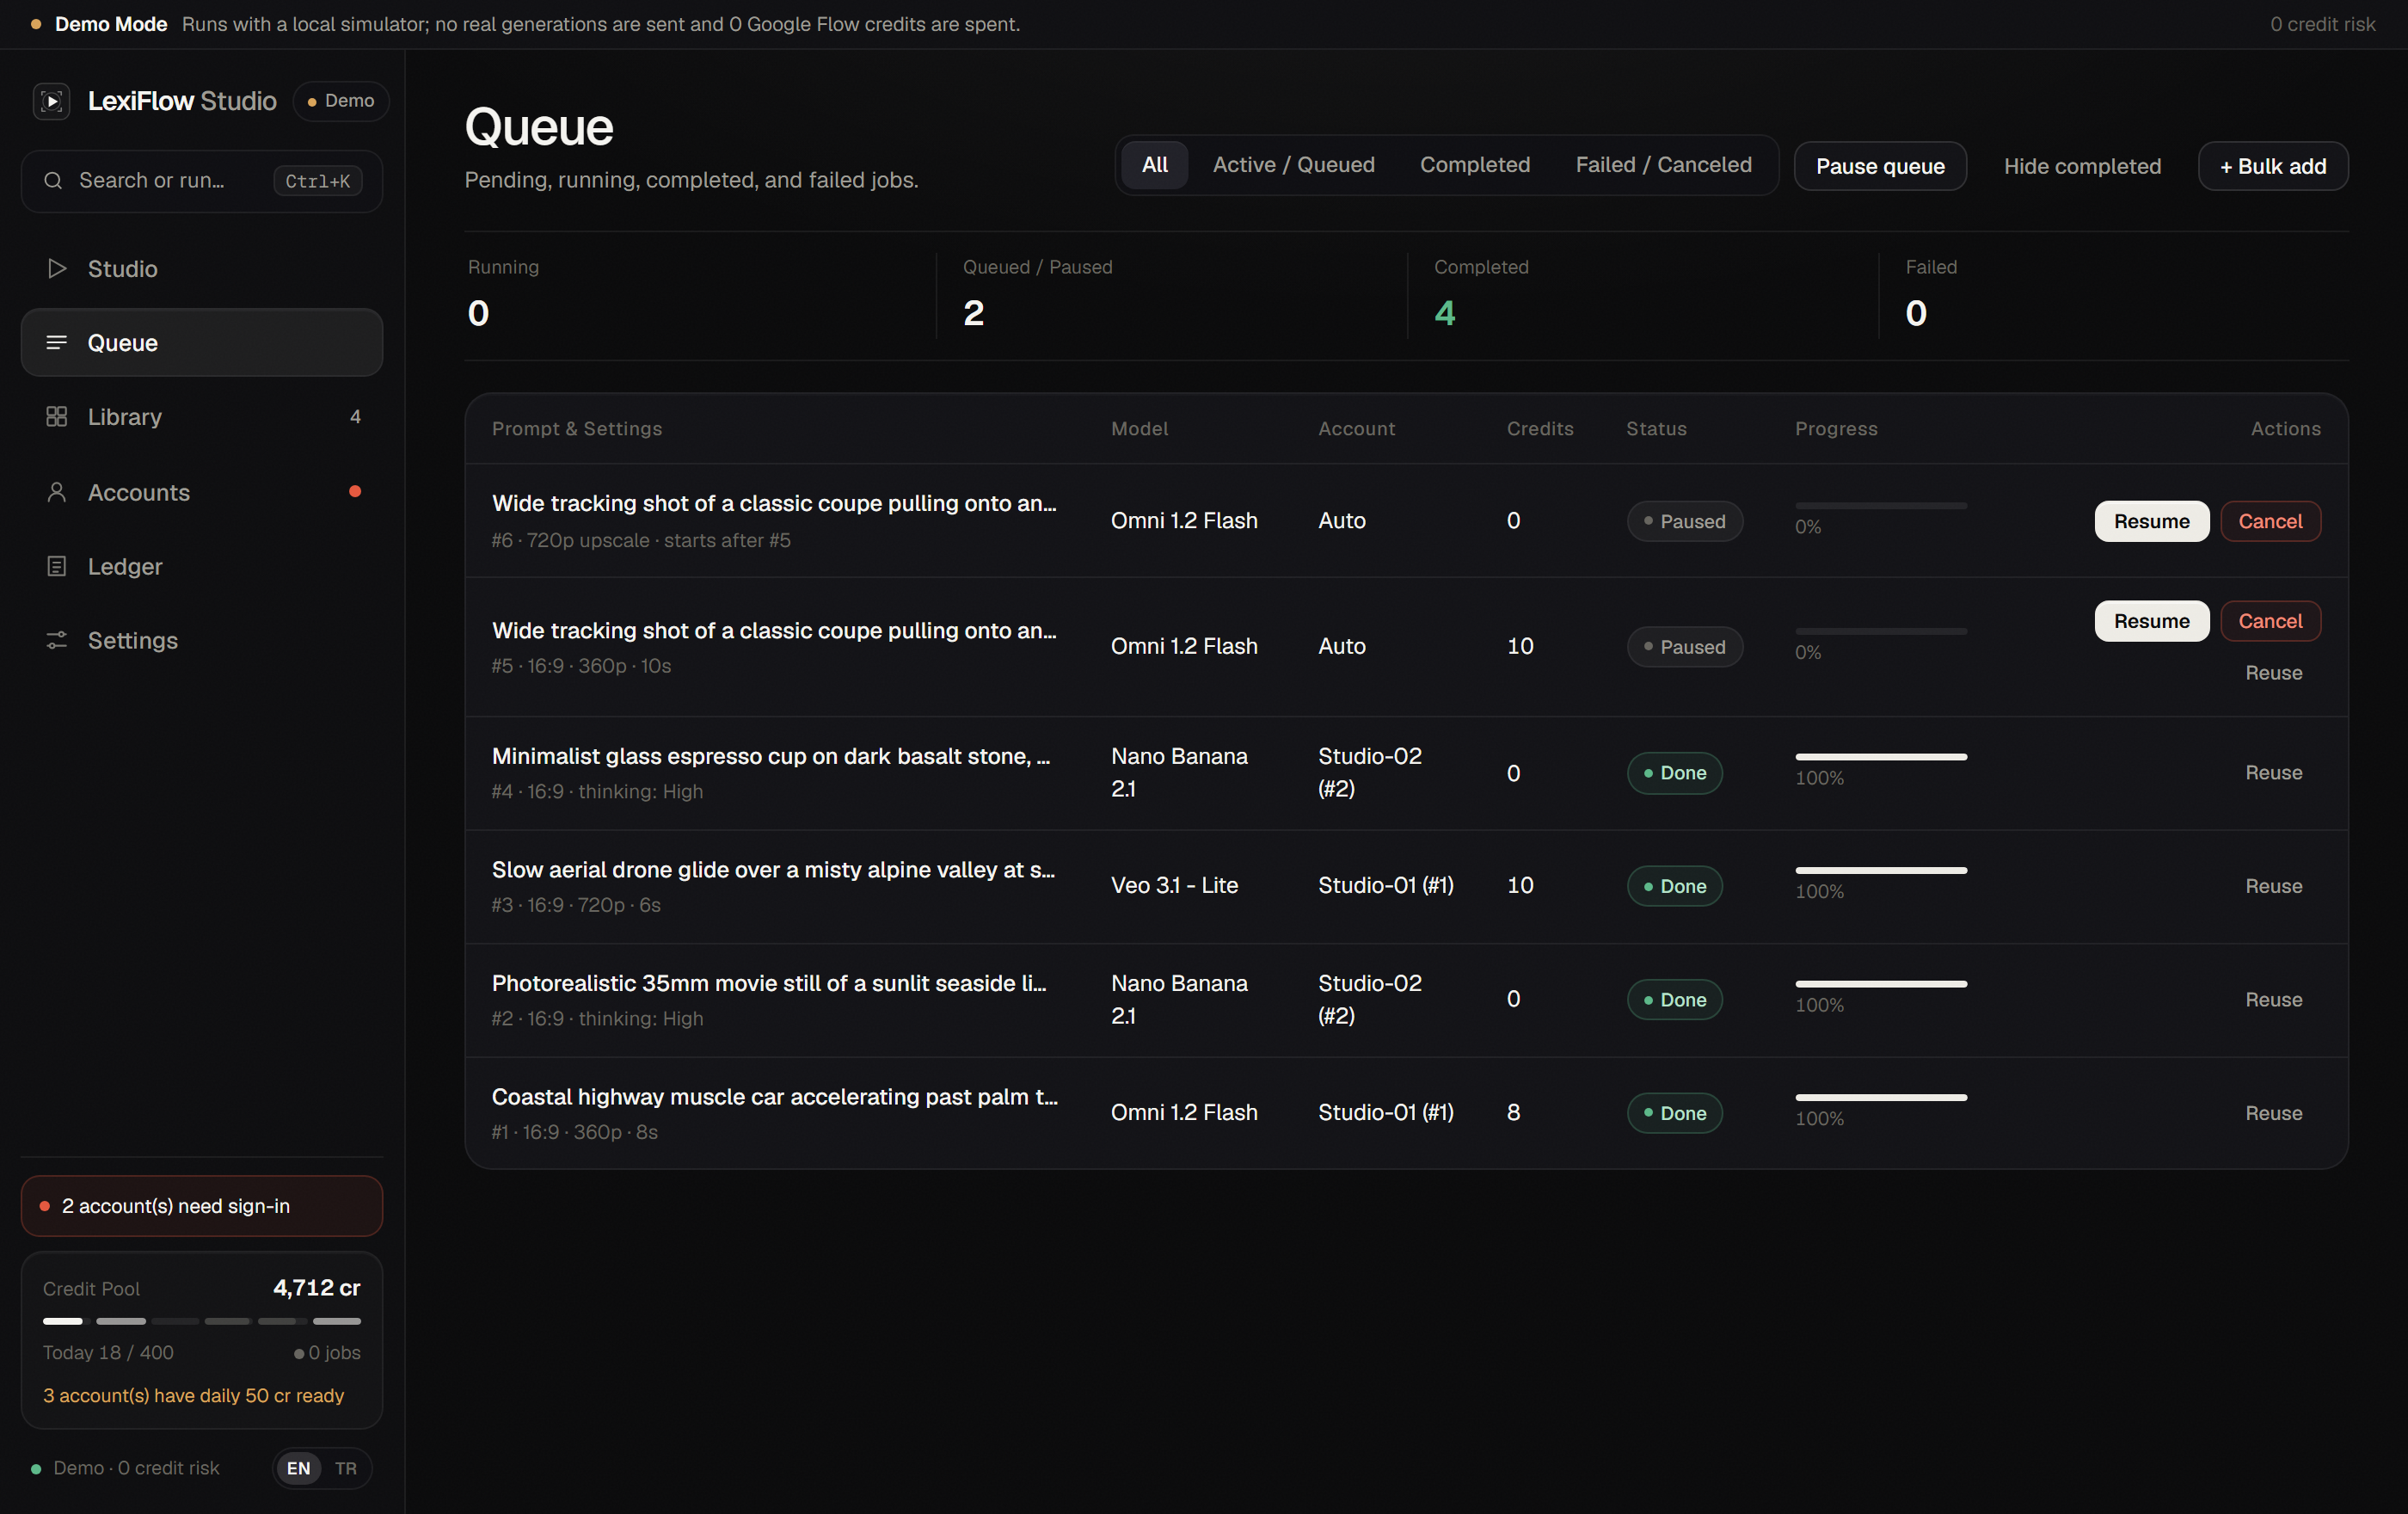 Demo Mode Runs with a local simulator; no real generations are sent and 0 Google Flow credits are spent. 0 credit risk
LexiFlow Studio Demo
Search or run... Ctrl+K
Studio
Queue
Library 4
Accounts
Ledger
Settings
2 account(s) need sign-in
Credit Pool 4,712 cr
Today 18 / 400 0 jobs
3 account(s) have daily 50 cr ready
Demo · 0 credit risk EN TR
Queue
Pending, running, completed, and failed jobs.
All Active / Queued Completed Failed / Canceled Pause queue Hide completed + Bulk add
Running Queued / Paused Completed Failed
0 2 4 0
Prompt & Settings Model Account Credits Status Progress Actions
Wide tracking shot of a classic coupe pulling onto an...
#6 · 720p upscale · starts after #5
Omni 1.2 Flash Auto 0 Paused 0% Resume Cancel
Wide tracking shot of a classic coupe pulling onto an...
#5 · 16:9 · 360p · 10s
Omni 1.2 Flash Auto 10 Paused 0% Resume Cancel
Reuse
Minimalist glass espresso cup on dark basalt stone, ...
#4 · 16:9 · thinking: High
Nano Banana
2.1
Studio-02
(#2)
0 Done 100% Reuse
Slow aerial drone glide over a misty alpine valley at s...
#3 · 16:9 · 720p · 6s
Veo 3.1 - Lite Studio-01 (#1) 10 Done 100% Reuse
Photorealistic 35mm movie still of a sunlit seaside li...
#2 · 16:9 · thinking: High
Nano Banana
2.1
Studio-02
(#2)
0 Done 100% Reuse
Coastal highway muscle car accelerating past palm t...
#1 · 16:9 · 360p · 8s
Omni 1.2 Flash Studio-01 (#1) 8 Done 100% Reuse